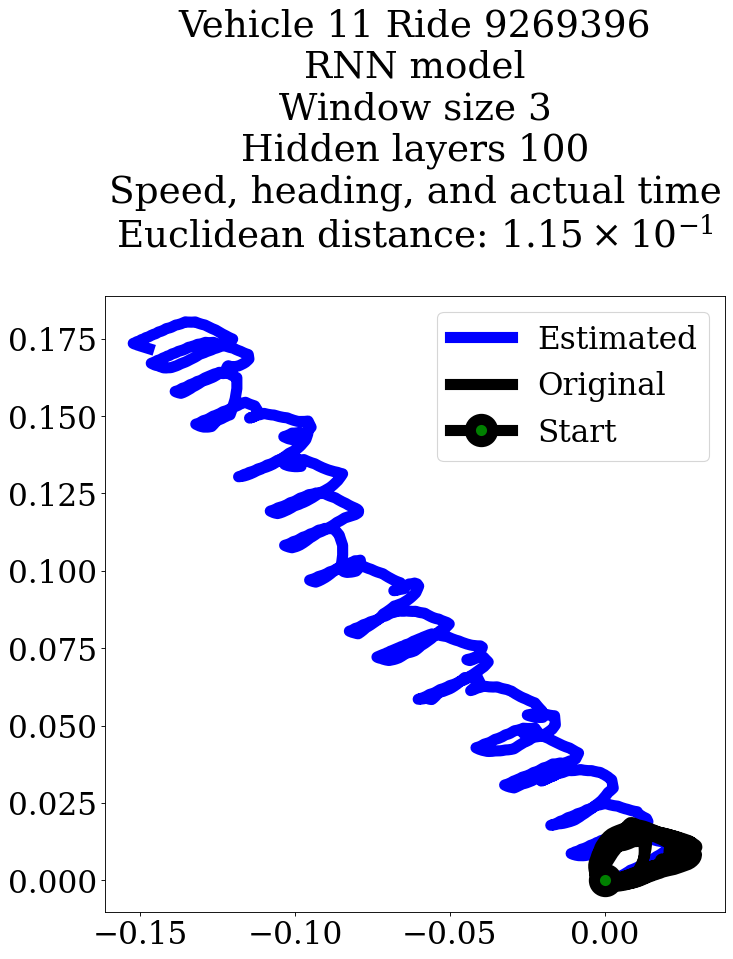 Vehicle 11 Ride 9269396
RNN model
Window size 3
Hidden layers 100
Speed, heading, and actual time
Euclidean distance: 1.15 × 10⁻¹
Estimated
Original
Start
0.175
0.150
0.125
0.100
0.075
0.050
0.025
0.000
−0.15 −0.10 −0.05 0.00